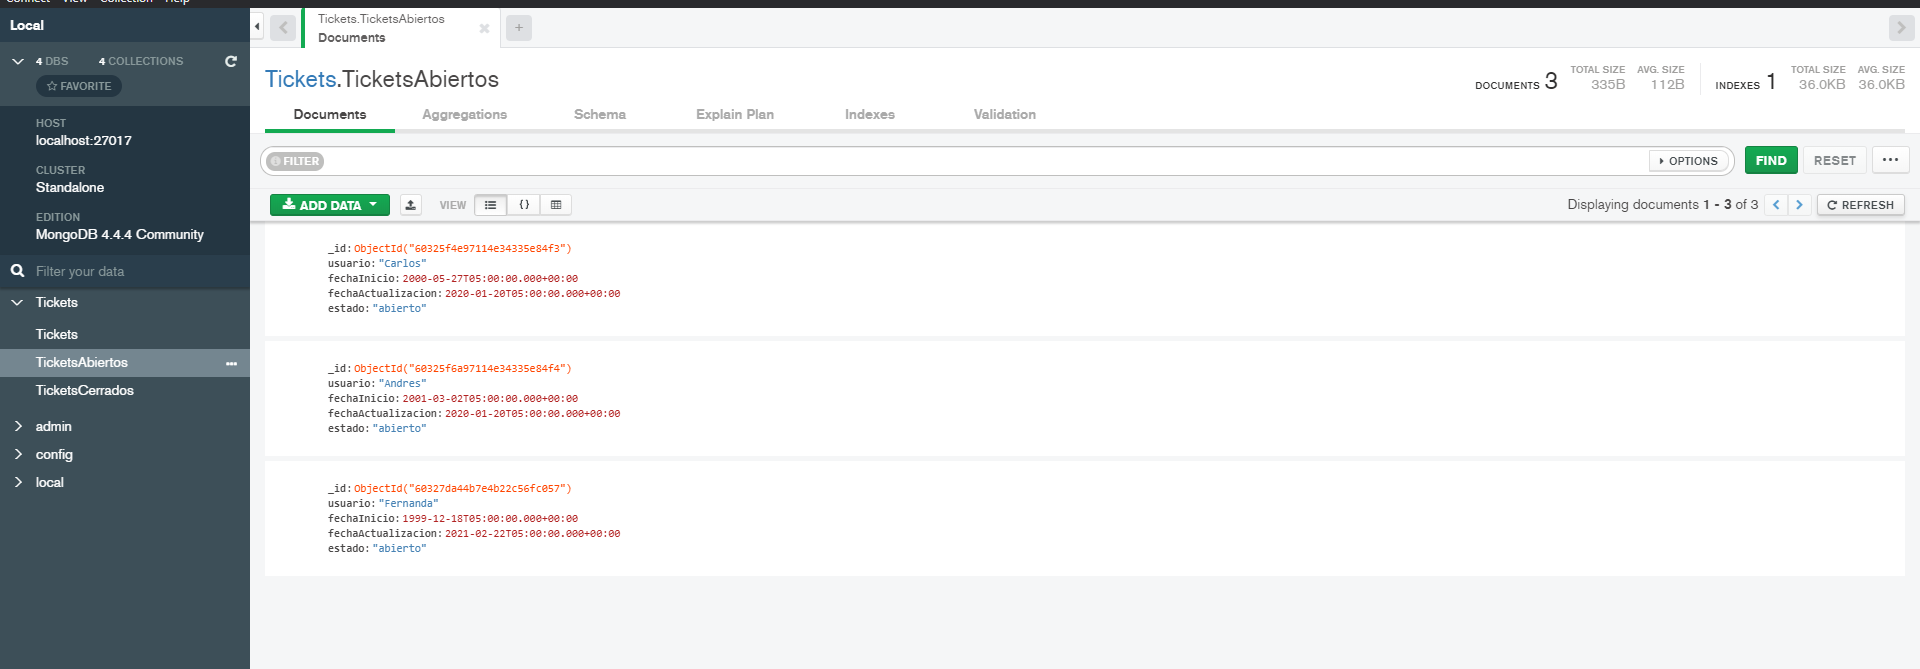 Connect View Collection Help
Local
4 DBS 4 COLLECTIONS
FAVORITE
HOST
localhost:27017
CLUSTER
Standalone
EDITION
MongoDB 4.4.4 Community
Filter your data
Tickets
Tickets
TicketsAbiertos
TicketsCerrados
admin
config
local
Tickets.TicketsAbiertos
Documents
Tickets.TicketsAbiertos
DOCUMENTS 3 TOTAL SIZE 335B AVG. SIZE 112B INDEXES 1 TOTAL SIZE 36.0KB AVG. SIZE 36.0KB
Documents Aggregations Schema Explain Plan Indexes Validation
FILTER OPTIONS FIND RESET
ADD DATA VIEW Displaying documents 1 - 3 of 3 REFRESH
_id: ObjectId("60325f4e97114e34335e84f3")
usuario: "Carlos"
fechaInicio: 2000-05-27T05:00:00.000+00:00
fechaActualizacion: 2020-01-20T05:00:00.000+00:00
estado: "abierto"
_id: ObjectId("60325f6a97114e34335e84f4")
usuario: "Andres"
fechaInicio: 2001-03-02T05:00:00.000+00:00
fechaActualizacion: 2020-01-20T05:00:00.000+00:00
estado: "abierto"
_id: ObjectId("60327da44b7e4b22c56fc057")
usuario: "Fernanda"
fechaInicio: 1999-12-18T05:00:00.000+00:00
fechaActualizacion: 2021-02-22T05:00:00.000+00:00
estado: "abierto"